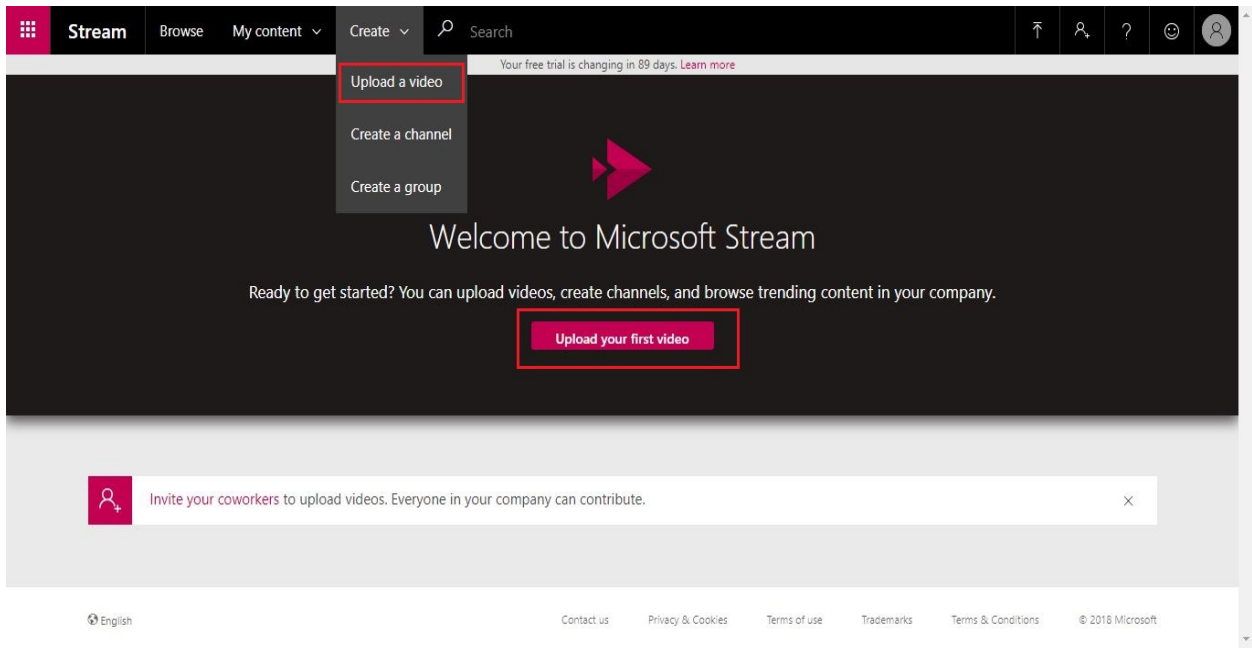 Stream Browse My content Create Search ?
Your free trial is changing in 89 days. Learn more
Upload a video
Create a channel
Create a group
Welcome to Microsoft Stream
Ready to get started? You can upload videos, create channels, and browse trending content in your company.
Upload your first video
Invite your coworkers to upload videos. Everyone in your company can contribute.
English Contact us Privacy & Cookies Terms of use Trademarks Terms & Conditions © 2018 Microsoft